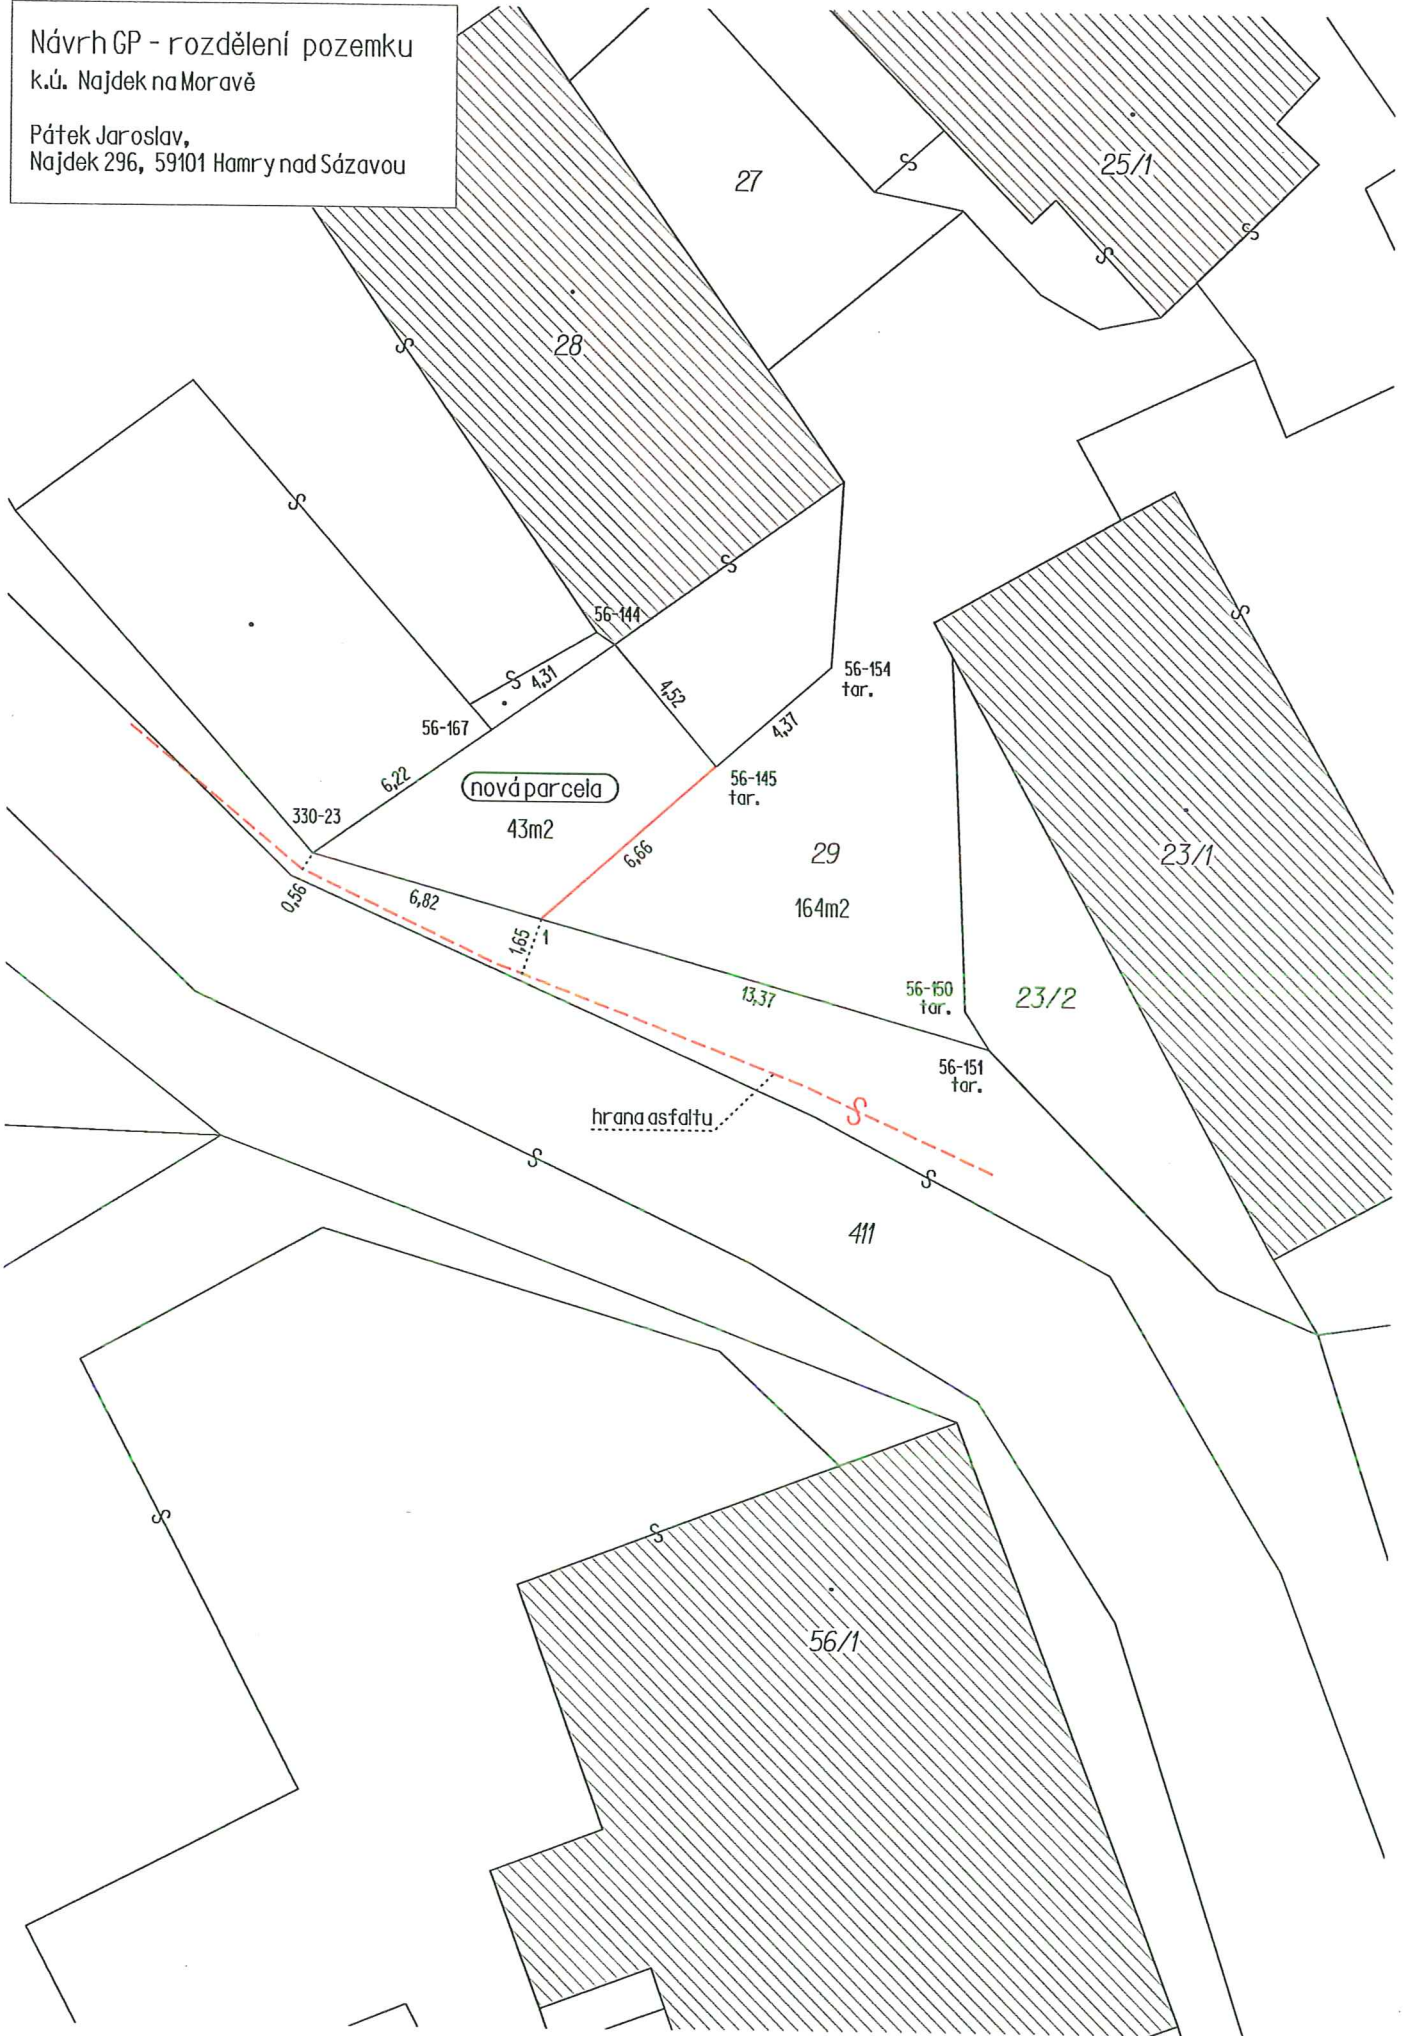 Návrh GP - rozdělení pozemku
k.ú. Najdek na Moravě
Pátek Jaroslav,
Najdek 296, 59101 Hamry nad Sázavou
27
25/1
28
56-144
4,31
4,52
56-154
tar.
56-167
4,37
6,22
nová parcela
56-145
tar.
330-23
43m2
6,66
29
23/1
0,56
6,82
164m2
1,65
1
13,37
56-150
tar.
23/2
56-151
tar.
hrana asfaltu
411
56/1